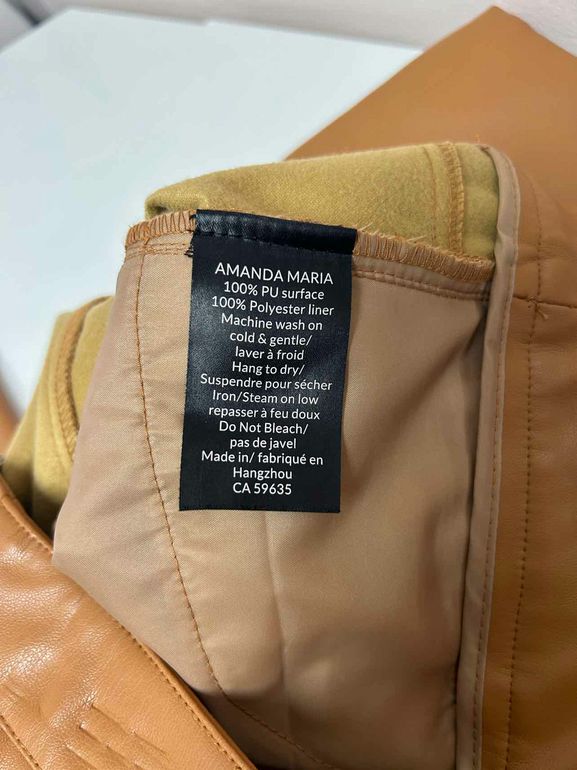 AMANDA MARIA
100% PU surface
100% Polyester liner
Machine wash on
cold & gentle/
laver à froid
Hang to dry/
Suspendre pour sécher
Iron/Steam on low
repasser à feu doux
Do Not Bleach/
pas de javel
Made in/ fabriqué en
Hangzhou
CA 59635